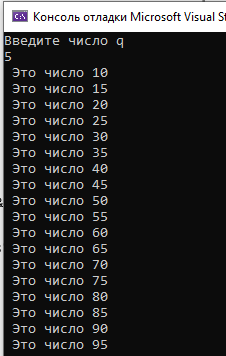 Консоль отладки Microsoft Visual St
Введите число q
5
Это число 10
Это число 15
Это число 20
Это число 25
Это число 30
Это число 35
Это число 40
Это число 45
Это число 50
Это число 55
Это число 60
Это число 65
Это число 70
Это число 75
Это число 80
Это число 85
Это число 90
Это число 95